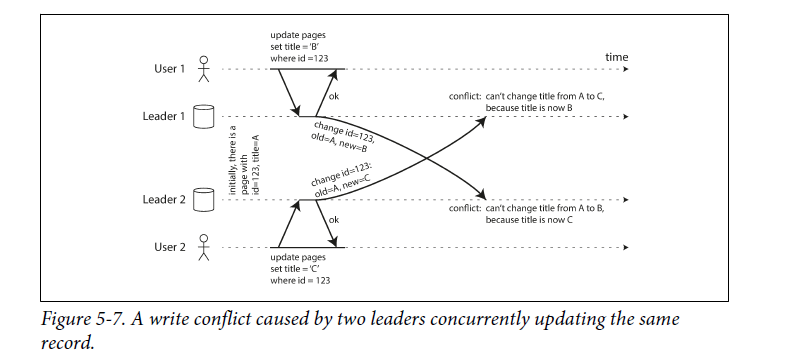 update pages
set title = 'B'
where id =123
time
User 1
ok
conflict: can't change title from A to C,
because title is now B
Leader 1
change id=123,
old=A, new=B
initially, there is a
page with
id=123, title=A
change id=123:
old=A, new=C
Leader 2
conflict: can't change title from A to B,
because title is now C
ok
User 2
update pages
set title = 'C'
where id = 123
Figure 5-7. A write conflict caused by two leaders concurrently updating the same
record.